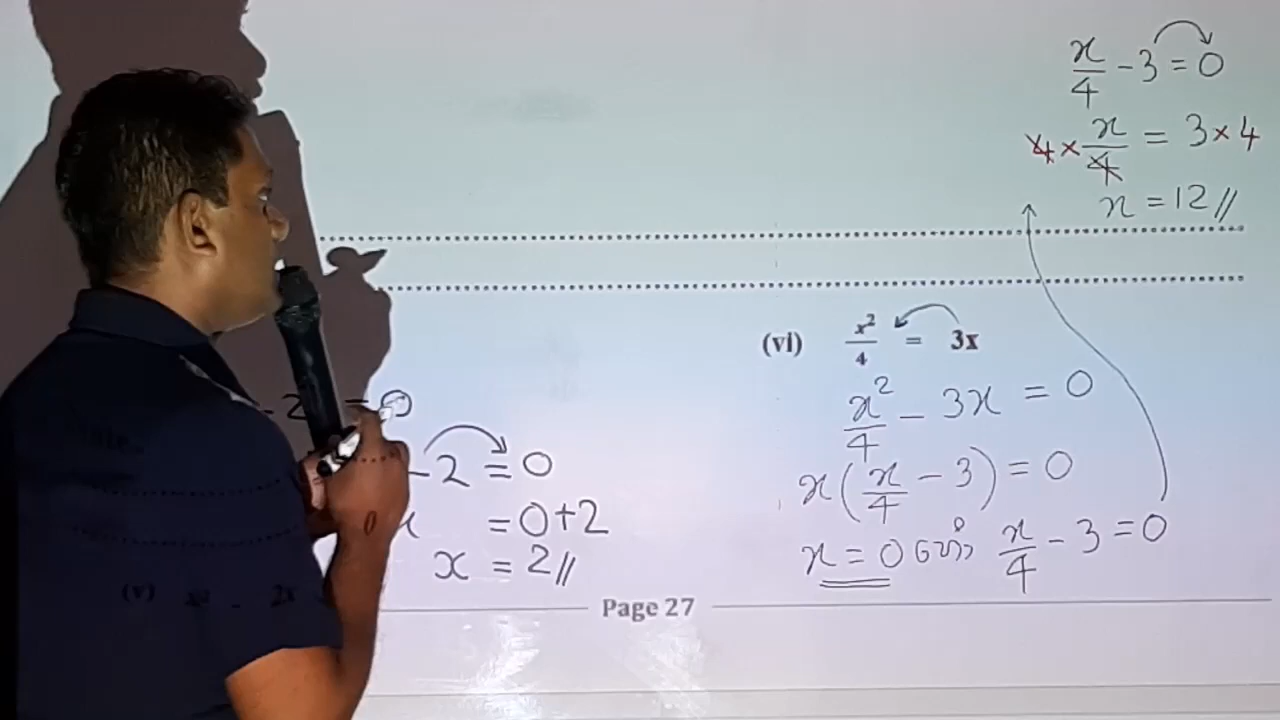 x/4 - 3 = 0
4 × x/4 = 3 × 4
x = 12 //
(vi) x²/4 = 3x
x²/4 - 3x = 0
x(x/4 - 3) = 0
x = 0 හෝ x/4 - 3 = 0
- 2 = 0
- 2 = 0
x = 0 + 2
x = 2 //
(v)
2x
Page 27